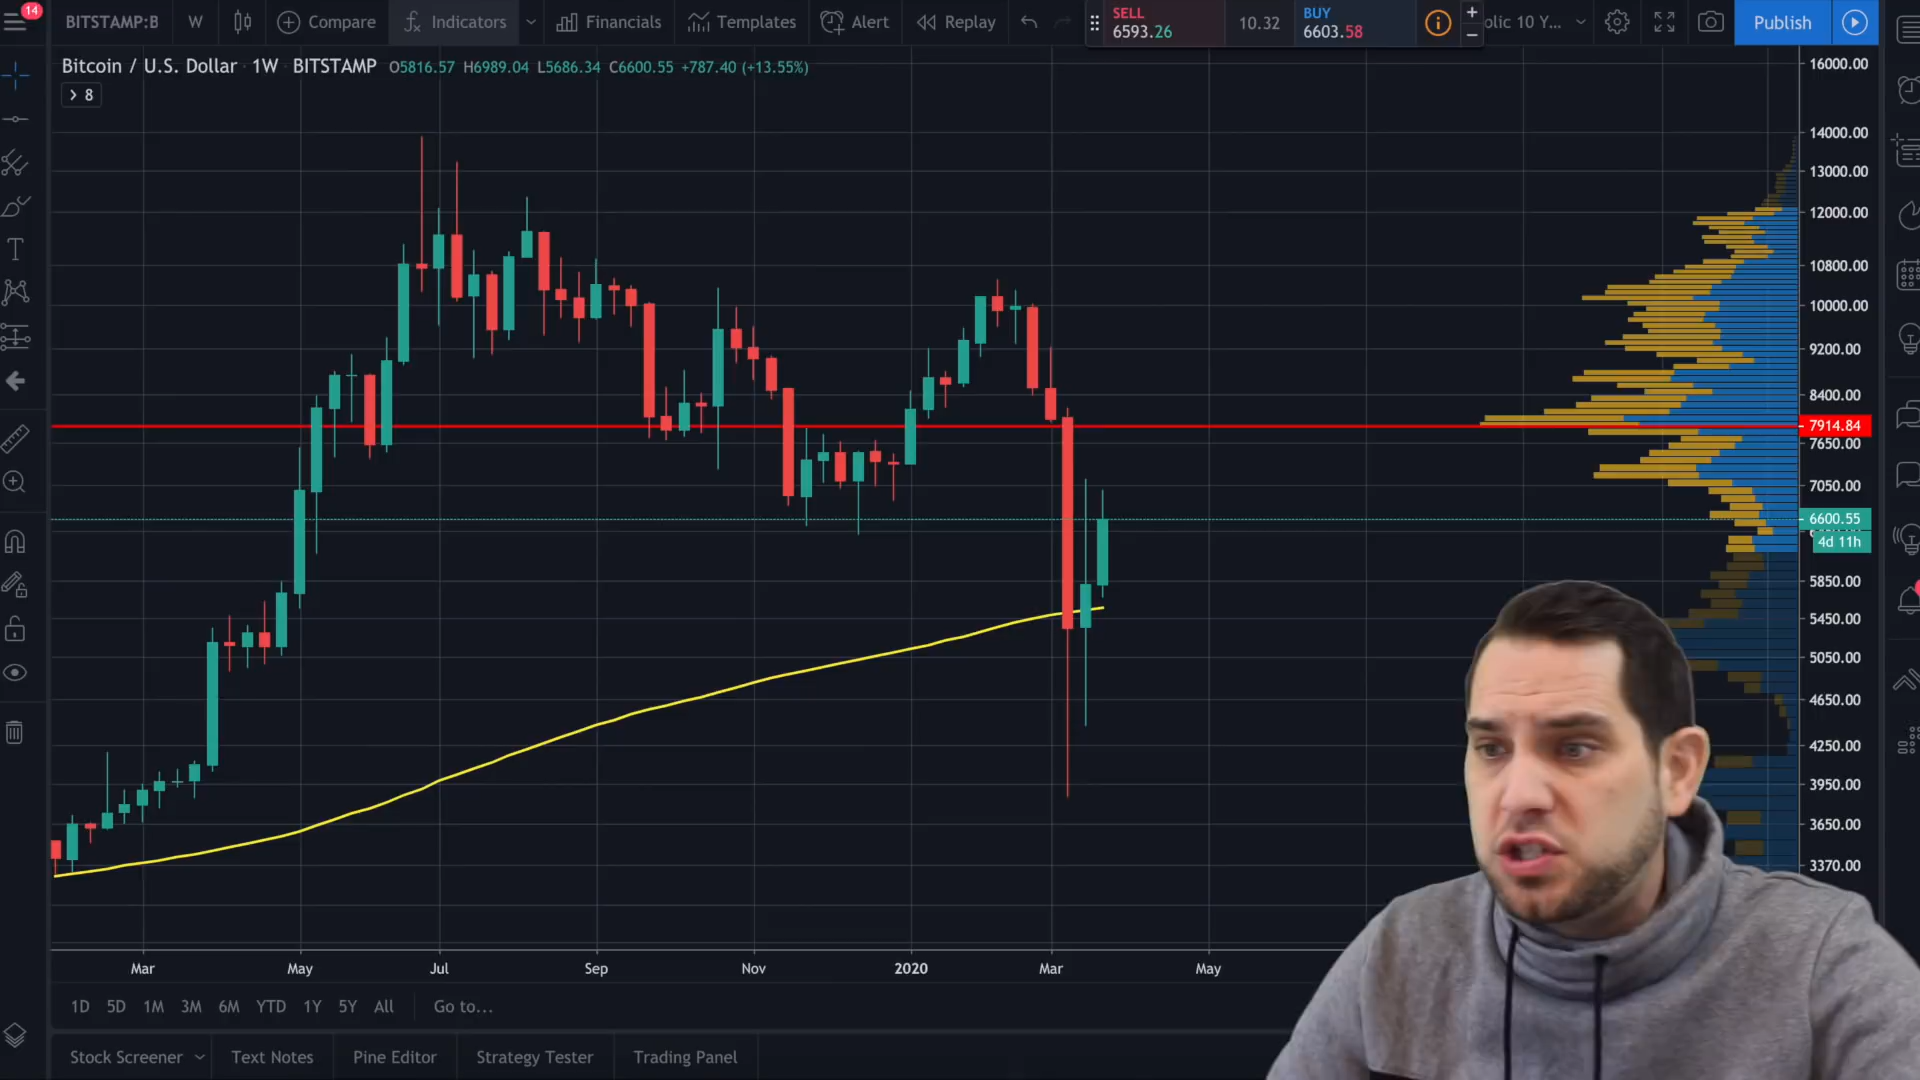 14
BITSTAMP:B W Compare Indicators Financials Templates Alert Replay
SELL
6593.26
10.32
BUY
6603.58
olic 10 Y...
Publish
Bitcoin / U.S. Dollar · 1W · BITSTAMP O5816.57 H6989.04 L5686.34 C6600.55 +787.40 (+13.55%)
> 8
16000.00
14000.00
13000.00
12000.00
10800.00
10000.00
9200.00
8400.00
7914.84
7650.00
7050.00
6600.55
4d 11h
5850.00
5450.00
5050.00
4650.00
4250.00
3950.00
3650.00
3370.00
Mar May Jul Sep Nov 2020 Mar May
1D 5D 1M 3M 6M YTD 1Y 5Y All Go to...
Stock Screener Text Notes Pine Editor Strategy Tester Trading Panel